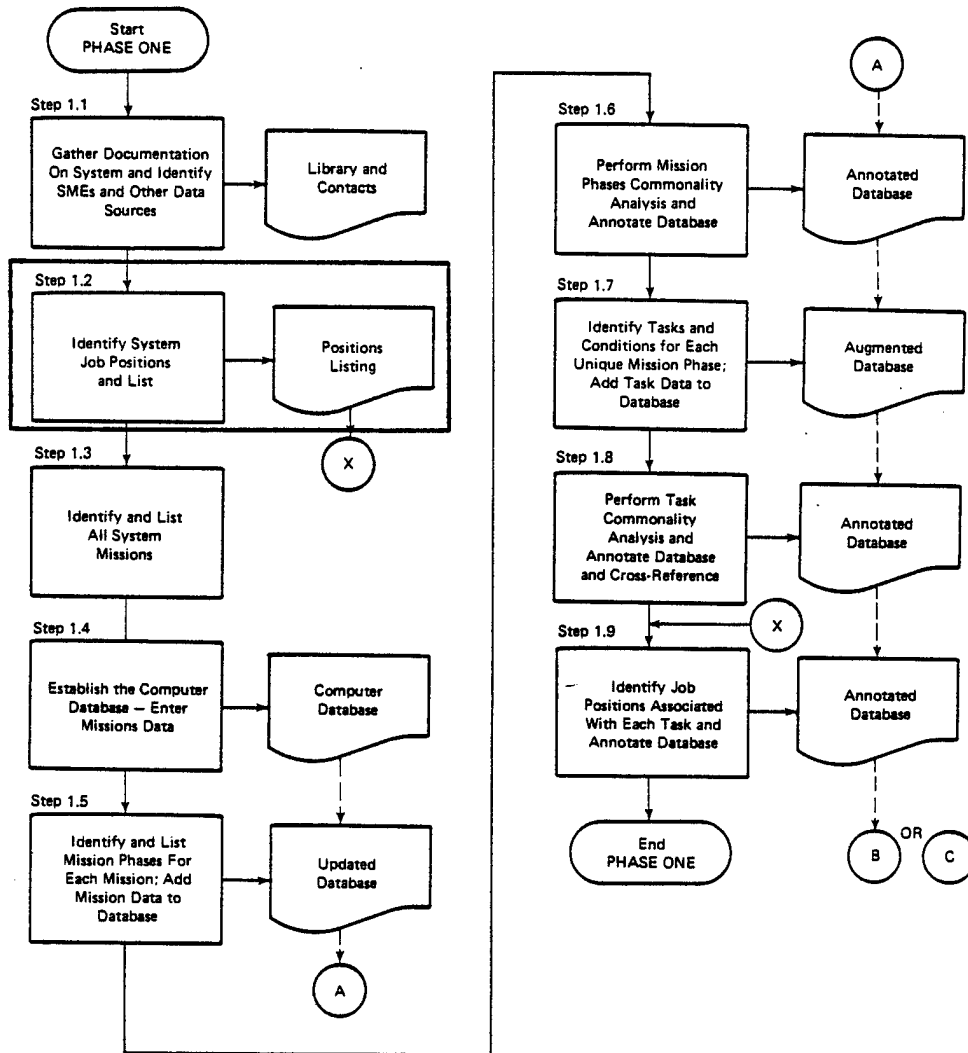 Start
PHASE ONE
Step 1.1
Gather Documentation
On System and Identify
SMEs and Other Data
Sources
Library and
Contacts
Step 1.2
Identify System
Job Positions
and List
Positions
Listing
X
Step 1.3
Identify and List
All System
Missions
Step 1.4
Establish the Computer
Database — Enter
Missions Data
Computer
Database
Step 1.5
Identify and List
Mission Phases For
Each Mission; Add
Mission Data to
Database
Updated
Database
A
A
Step 1.6
Perform Mission
Phases Commonality
Analysis and
Annotate Database
Annotated
Database
Step 1.7
Identify Tasks and
Conditions for Each
Unique Mission Phase;
Add Task Data to
Database
Augmented
Database
Step 1.8
Perform Task
Commonality
Analysis and
Annotate Database
and Cross-Reference
Annotated
Database
X
Step 1.9
Identify Job
Positions Associated
With Each Task and
Annotate Database
Annotated
Database
End
PHASE ONE
B
OR
C